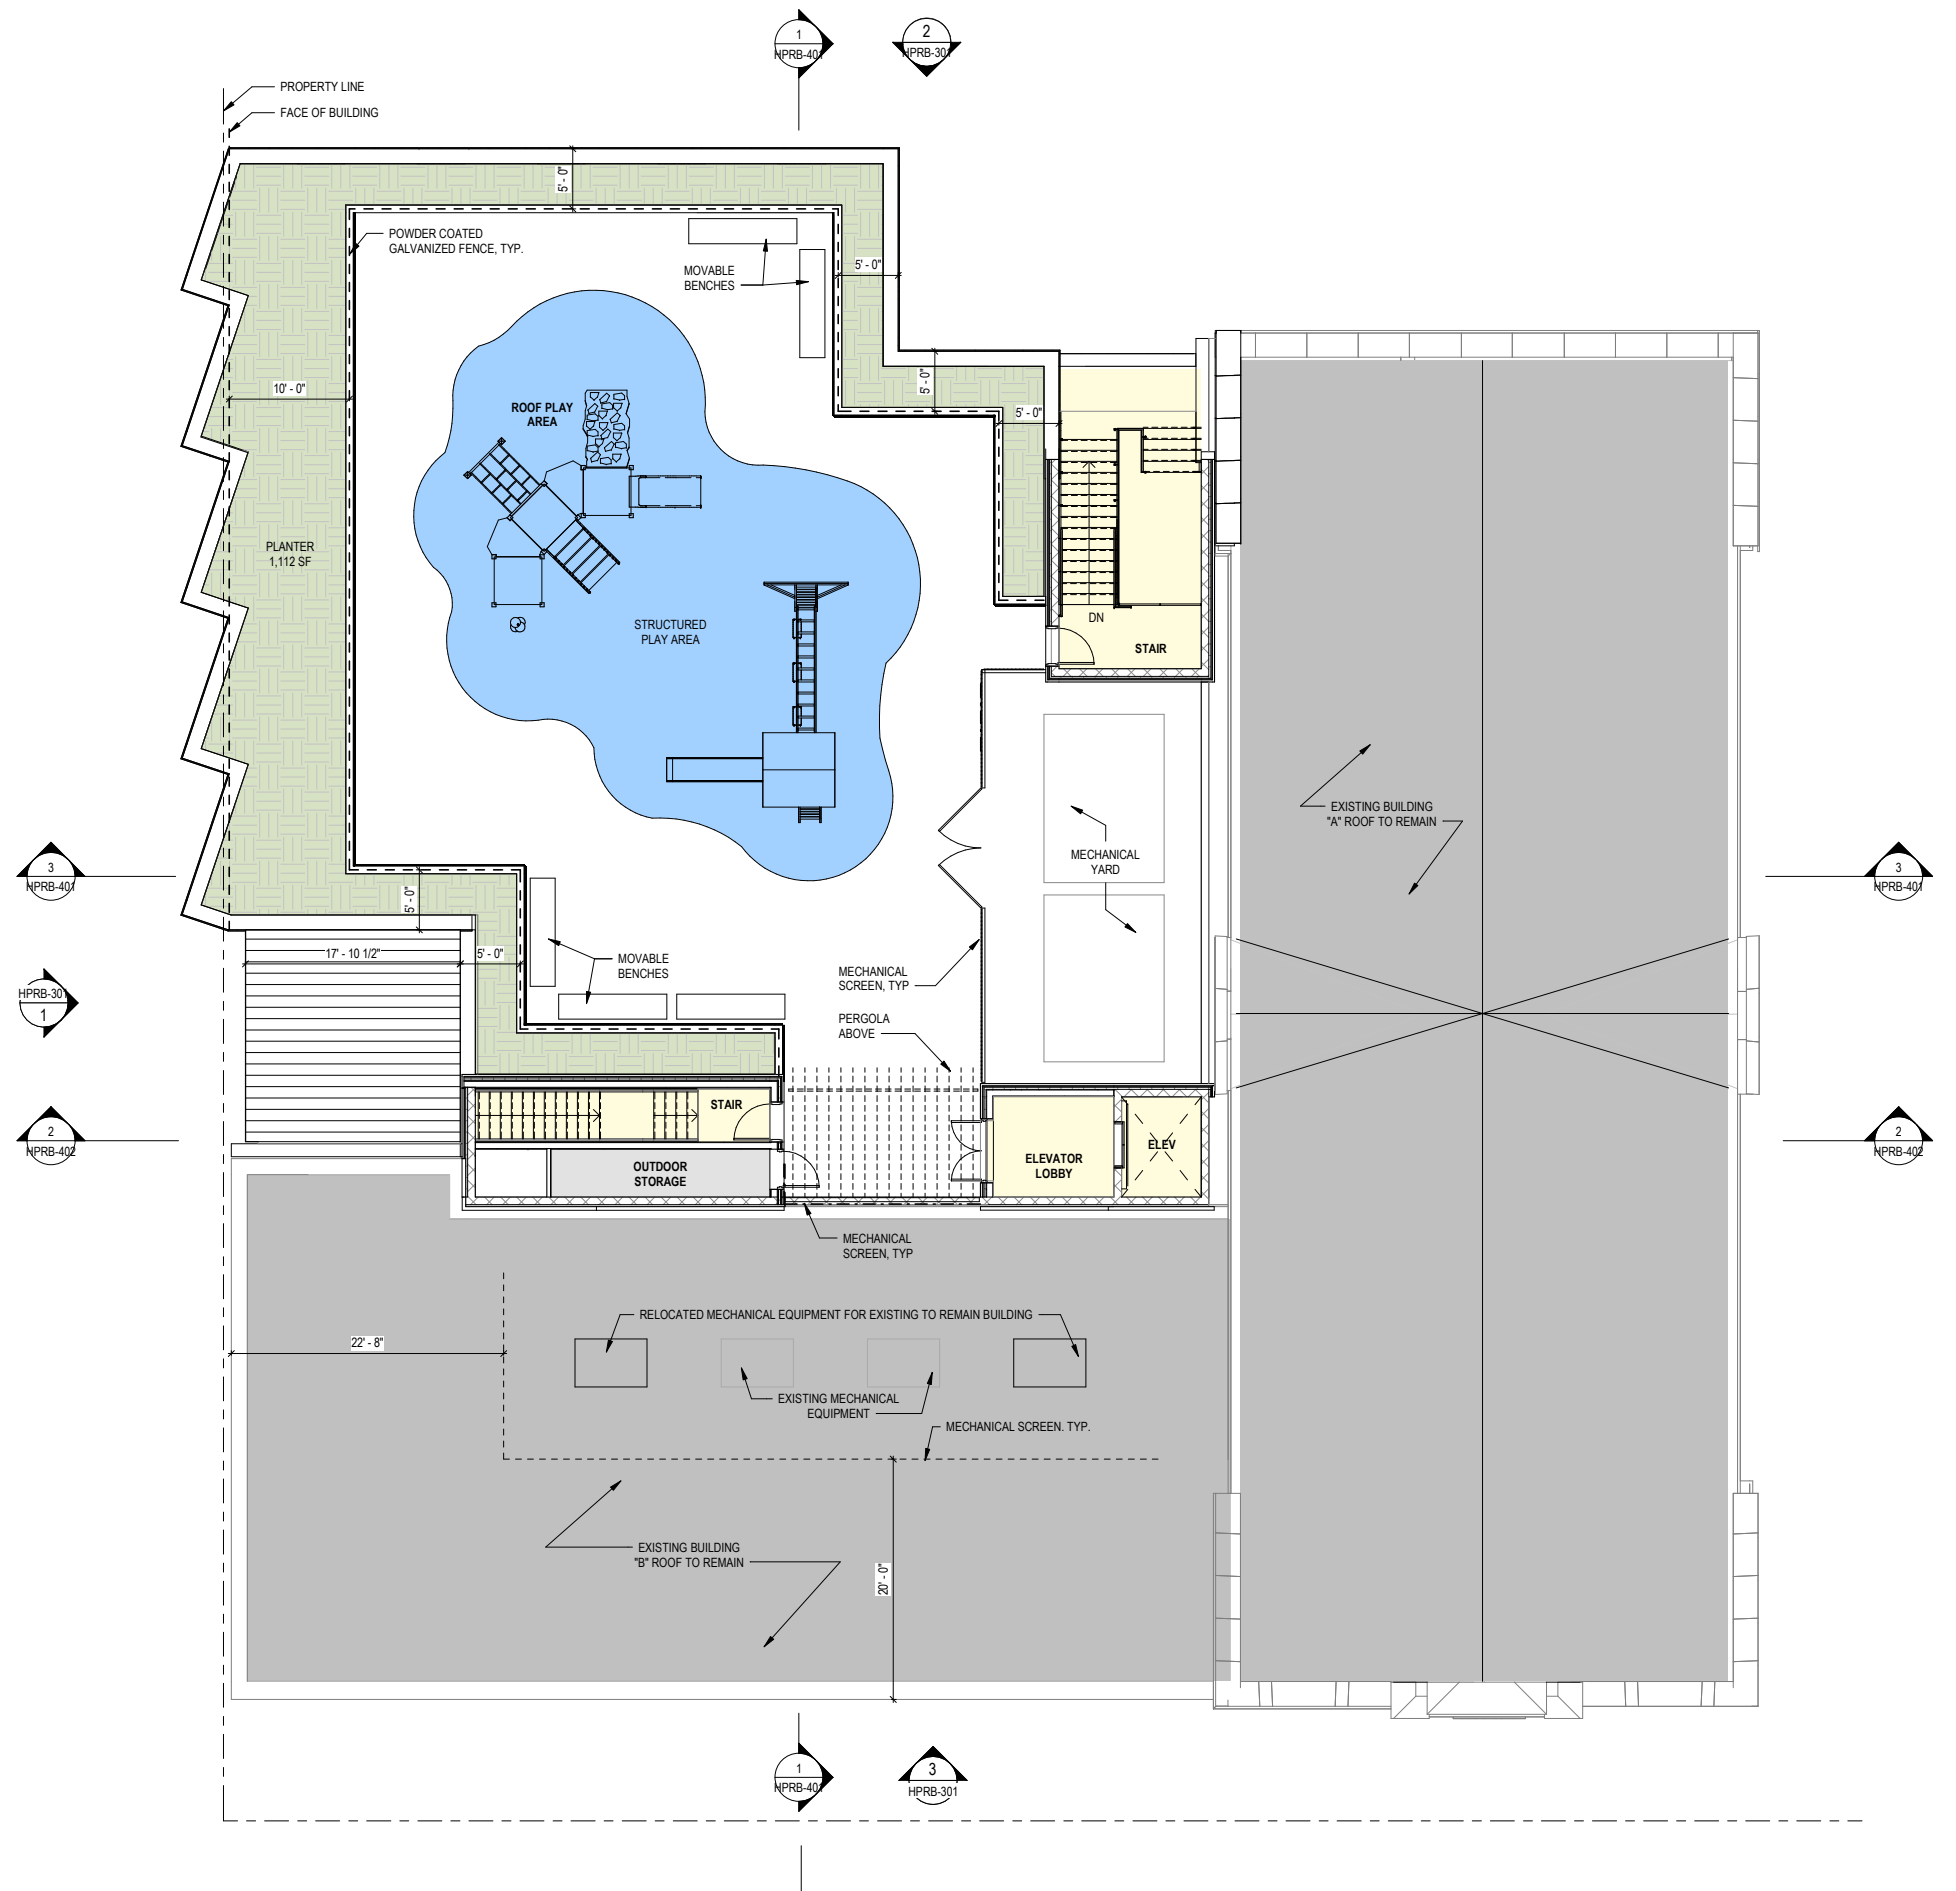 1
HPRB-401
2
HPRB-301
PROPERTY LINE
FACE OF BUILDING
5' - 0"
POWDER COATED
GALVANIZED FENCE, TYP.
MOVABLE
BENCHES
5' - 0"
10' - 0"
ROOF PLAY
AREA
5' - 0"
5' - 0"
PLANTER
1,112 SF
STRUCTURED
PLAY AREA
DN
STAIR
EXISTING BUILDING
"A" ROOF TO REMAIN
MECHANICAL
YARD
3
HPRB-401
3
HPRB-401
5' - 0"
17' - 10 1/2"
5' - 0"
MOVABLE
BENCHES
MECHANICAL
SCREEN, TYP
HPRB-301
1
PERGOLA
ABOVE
STAIR
2
HPRB-402
2
HPRB-402
OUTDOOR
STORAGE
ELEVATOR
LOBBY
ELEV
MECHANICAL
SCREEN, TYP
RELOCATED MECHANICAL EQUIPMENT FOR EXISTING TO REMAIN BUILDING
22' - 8"
EXISTING MECHANICAL
EQUIPMENT
MECHANICAL SCREEN. TYP.
EXISTING BUILDING
"B" ROOF TO REMAIN
20' - 0"
1
HPRB-401
3
HPRB-301